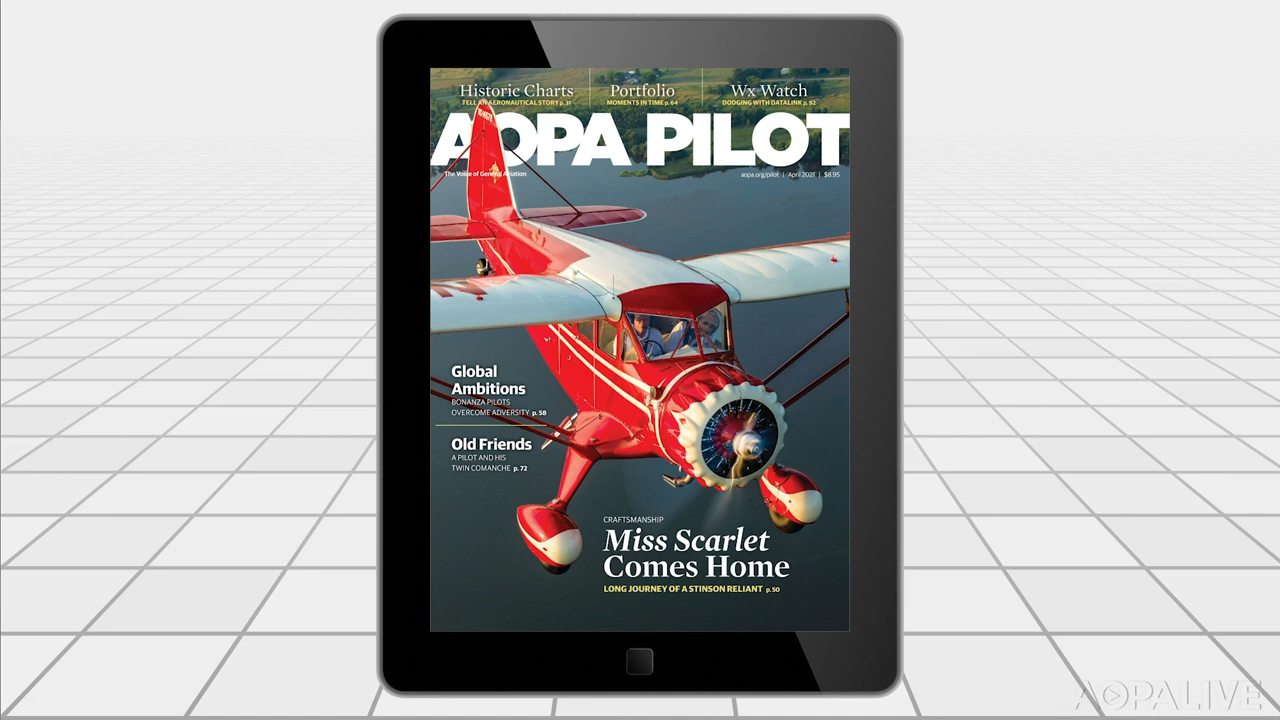 Historic Charts
TELL AN AERONAUTICAL STORY p. 31
Portfolio
MOMENTS IN TIME p. 64
Wx Watch
DODGING WITH DATALINK p. 92
AOPA PILOT
The Voice of General Aviation
aopa.org/pilot | April 2021 | $8.95
Global
Ambitions
BONANZA PILOTS
OVERCOME ADVERSITY p. 58
Old Friends
A PILOT AND HIS
TWIN COMANCHE p. 72
CRAFTSMANSHIP
Miss Scarlet
Comes Home
LONG JOURNEY OF A STINSON RELIANT p. 50
AOPALIVE